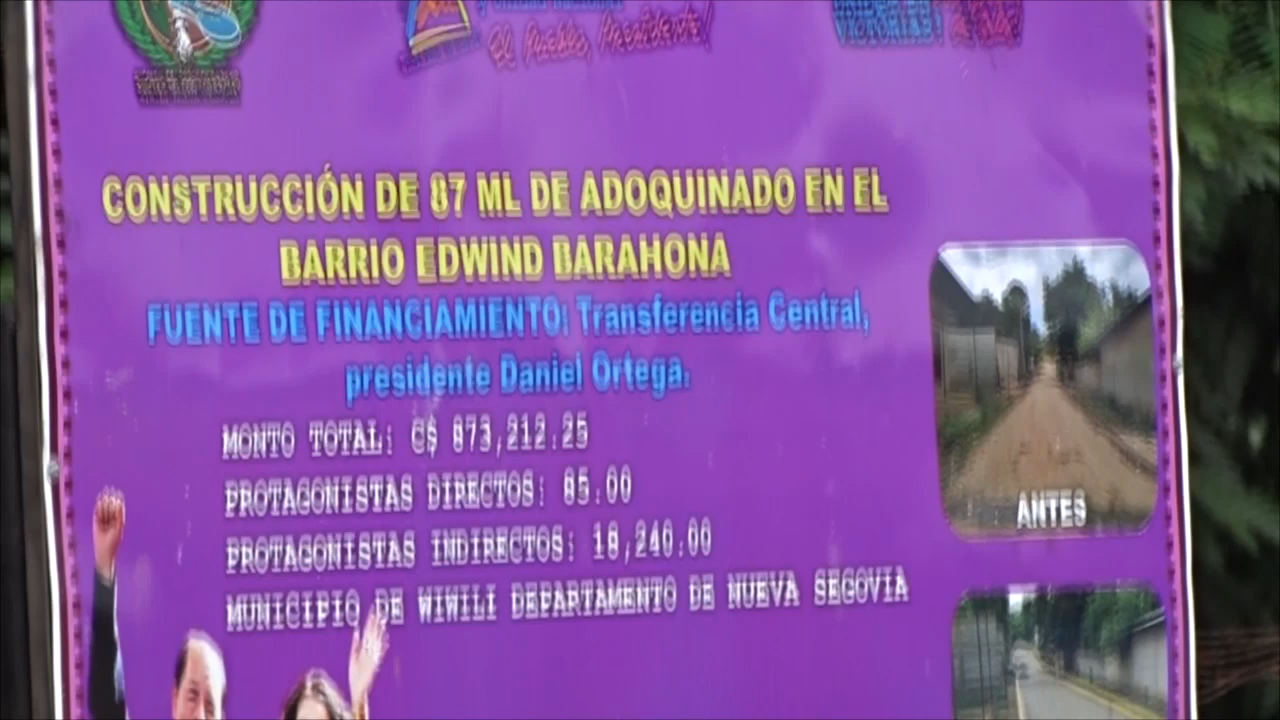 El Pueblo, Presidente!
VICTORIAS!
CONSTRUCCIÓN DE 87 ML DE ADOQUINADO EN EL
BARRIO EDWIND BARAHONA
FUENTE DE FINANCIAMIENTO: Transferencia Central,
presidente Daniel Ortega.
MONTO TOTAL: C$ 873,212.25
PROTAGONISTAS DIRECTOS: 85.00
PROTAGONISTAS INDIRECTOS: 18,240.00
MUNICIPIO DE WIWILI DEPARTAMENTO DE NUEVA SEGOVIA
ANTES